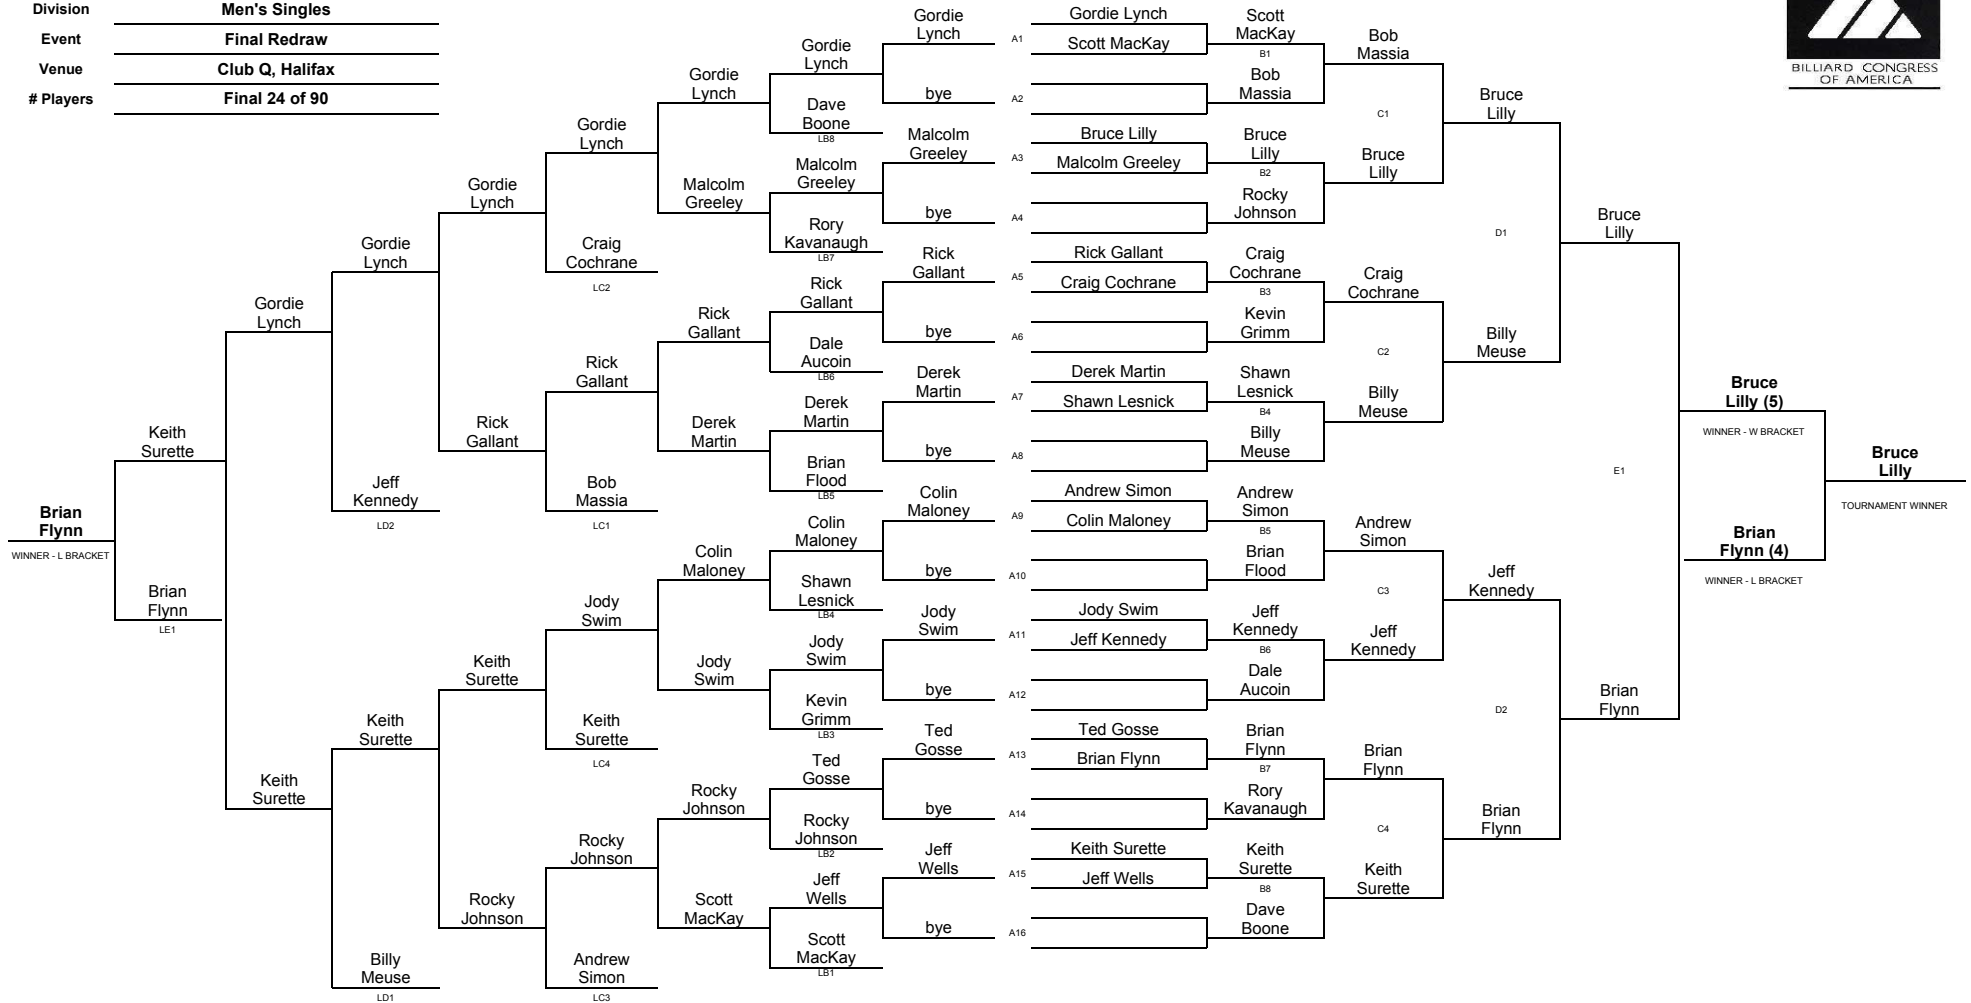 Division Men's Singles
Event Final Redraw
Venue Club Q, Halifax
# Players Final 24 of 90
BILLIARD CONGRESS
OF AMERICA
Brian
Flynn
WINNER - L BRACKET
Keith
Surette
Brian
Flynn
LE1
Gordie
Lynch
Keith
Surette
Gordie
Lynch
Jeff
Kennedy
LD2
Keith
Surette
Billy
Meuse
LD1
Gordie
Lynch
Rick
Gallant
Keith
Surette
Rocky
Johnson
Gordie
Lynch
Craig
Cochrane
LC2
Rick
Gallant
Bob
Massia
LC1
Jody
Swim
Keith
Surette
LC4
Rocky
Johnson
Andrew
Simon
LC3
Gordie
Lynch
Malcolm
Greeley
Rick
Gallant
Derek
Martin
Colin
Maloney
Jody
Swim
Rocky
Johnson
Scott
MacKay
Gordie
Lynch
Dave
Boone
LB8
Malcolm
Greeley
Rory
Kavanaugh
LB7
Rick
Gallant
Dale
Aucoin
LB6
Derek
Martin
Brian
Flood
LB5
Colin
Maloney
Shawn
Lesnick
LB4
Jody
Swim
Kevin
Grimm
LB3
Ted
Gosse
Rocky
Johnson
LB2
Jeff
Wells
Scott
MacKay
LB1
Gordie
Lynch
bye
Malcolm
Greeley
bye
Rick
Gallant
bye
Derek
Martin
bye
Colin
Maloney
bye
Jody
Swim
bye
Ted
Gosse
bye
Jeff
Wells
bye
A1
A2
A3
A4
A5
A6
A7
A8
A9
A10
A11
A12
A13
A14
A15
A16
Gordie Lynch
Scott MacKay
Bruce Lilly
Malcolm Greeley
Rick Gallant
Craig Cochrane
Derek Martin
Shawn Lesnick
Andrew Simon
Colin Maloney
Jody Swim
Jeff Kennedy
Ted Gosse
Brian Flynn
Keith Surette
Jeff Wells
Scott
MacKay
B1
Bob
Massia
Bruce
Lilly
B2
Rocky
Johnson
Craig
Cochrane
B3
Kevin
Grimm
Shawn
Lesnick
B4
Billy
Meuse
Andrew
Simon
B5
Brian
Flood
Jeff
Kennedy
B6
Dale
Aucoin
Brian
Flynn
B7
Rory
Kavanaugh
Keith
Surette
B8
Dave
Boone
Bob
Massia
C1
Bruce
Lilly
Craig
Cochrane
C2
Billy
Meuse
Andrew
Simon
C3
Jeff
Kennedy
Brian
Flynn
C4
Keith
Surette
Bruce
Lilly
D1
Billy
Meuse
Jeff
Kennedy
D2
Brian
Flynn
Bruce
Lilly
E1
Brian
Flynn
Bruce
Lilly (5)
WINNER - W BRACKET
Brian
Flynn (4)
WINNER - L BRACKET
Bruce
Lilly
TOURNAMENT WINNER